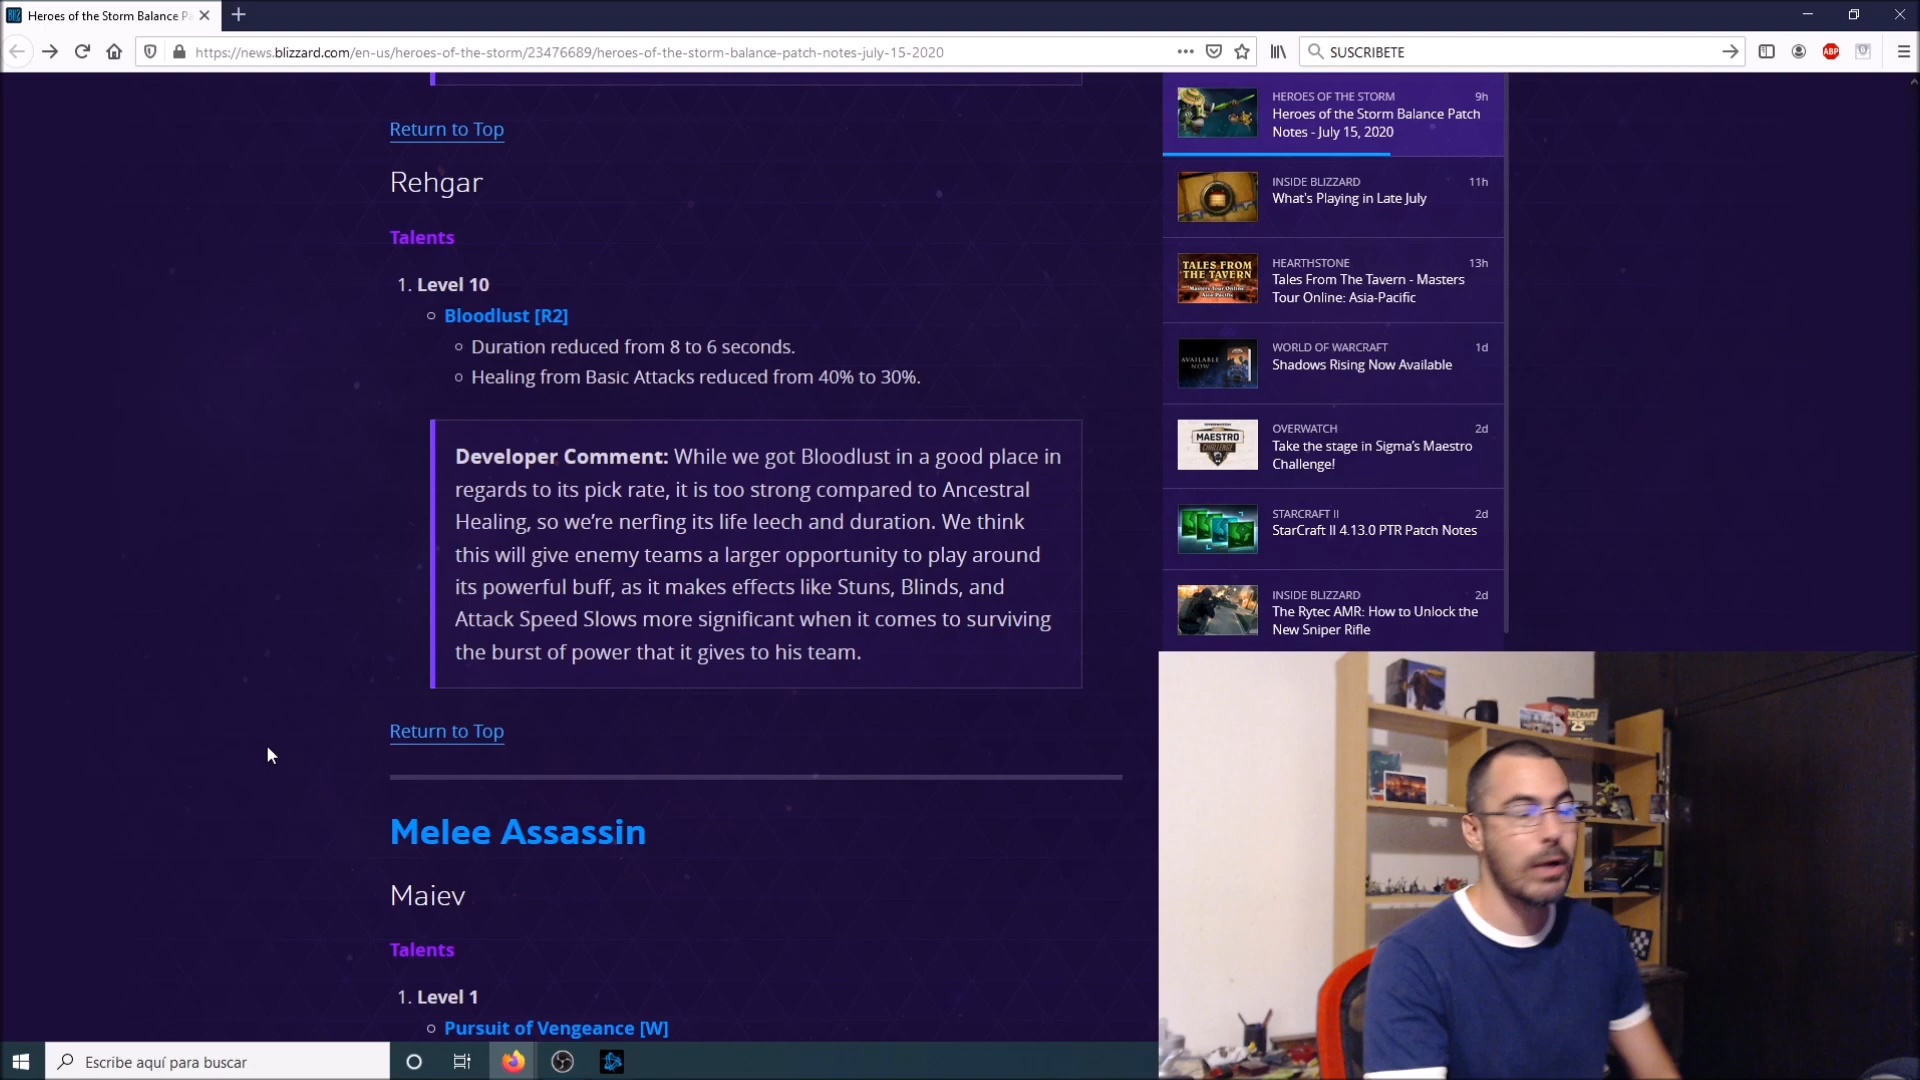 Heroes of the Storm Balance Pa
https://news.blizzard.com/en-us/heroes-of-the-storm/23476689/heroes-of-the-storm-balance-patch-notes-july-15-2020
SUSCRIBETE
ABP
Return to Top
Rehgar
Talents
1. Level 10
Bloodlust [R2]
Duration reduced from 8 to 6 seconds.
Healing from Basic Attacks reduced from 40% to 30%.
Developer Comment: While we got Bloodlust in a good place in
regards to its pick rate, it is too strong compared to Ancestral
Healing, so we're nerfing its life leech and duration. We think
this will give enemy teams a larger opportunity to play around
its powerful buff, as it makes effects like Stuns, Blinds, and
Attack Speed Slows more significant when it comes to surviving
the burst of power that it gives to his team.
Return to Top
Melee Assassin
Maiev
Talents
1. Level 1
Pursuit of Vengeance [W]
HEROES OF THE STORM 9h
Heroes of the Storm Balance Patch
Notes - July 15, 2020
INSIDE BLIZZARD 11h
What's Playing in Late July
TALES FROM
THE TAVERN
HEARTHSTONE 13h
Tales From The Tavern - Masters
Tour Online: Asia-Pacific
AVAILABLE
NOW
WORLD OF WARCRAFT 1d
Shadows Rising Now Available
MAESTRO
CHALLENGE
OVERWATCH 2d
Take the stage in Sigma's Maestro
Challenge!
STARCRAFT II 2d
StarCraft II 4.13.0 PTR Patch Notes
INSIDE BLIZZARD 2d
The Rytec AMR: How to Unlock the
New Sniper Rifle
Escribe aquí para buscar